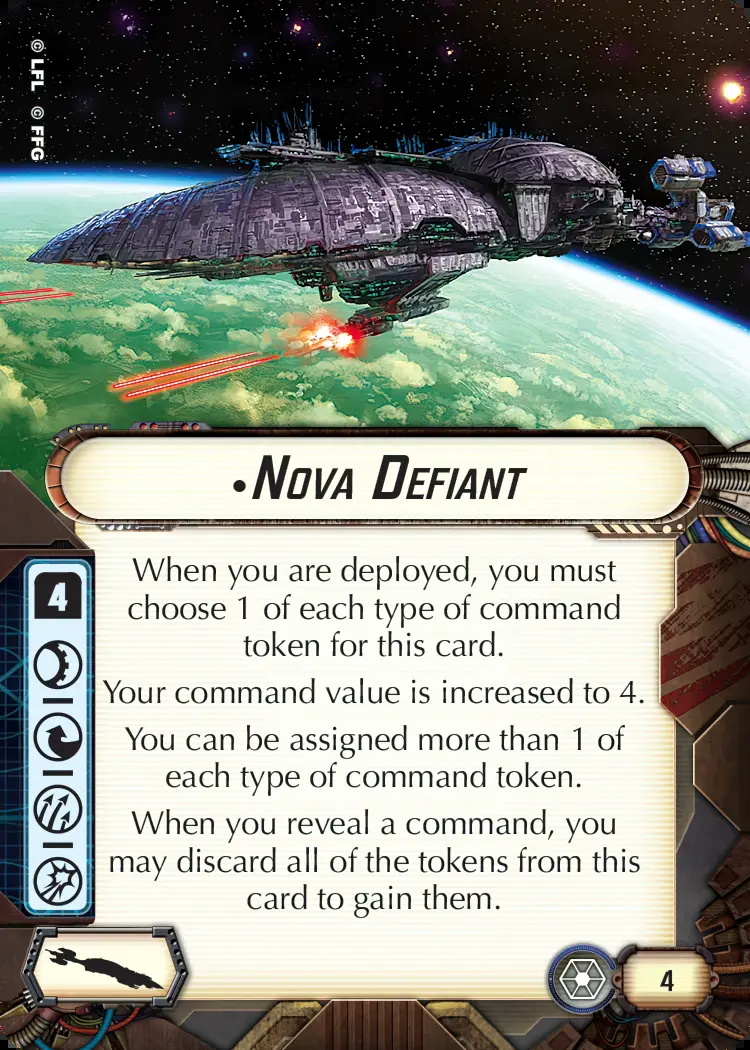 © LFL © FFG
•Nova Defiant
When you are deployed, you must
choose 1 of each type of command
token for this card.
Your command value is increased to 4.
You can be assigned more than 1 of
each type of command token.
When you reveal a command, you
may discard all of the tokens from this
card to gain them.
4
4